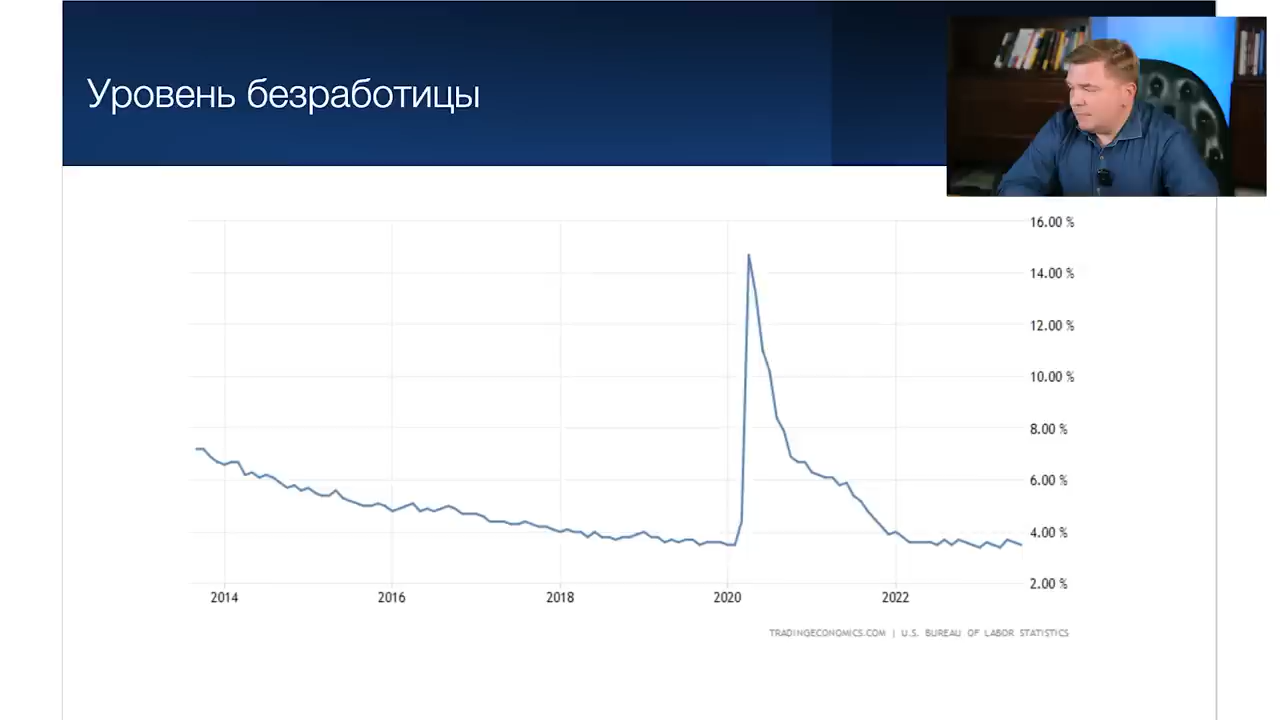 Уровень безработицы
16.00 %
14.00 %
12.00 %
10.00 %
8.00 %
6.00 %
4.00 %
2.00 %
2014 2016 2018 2020 2022
TRADINGECONOMICS.COM | U.S. BUREAU OF LABOR STATISTICS